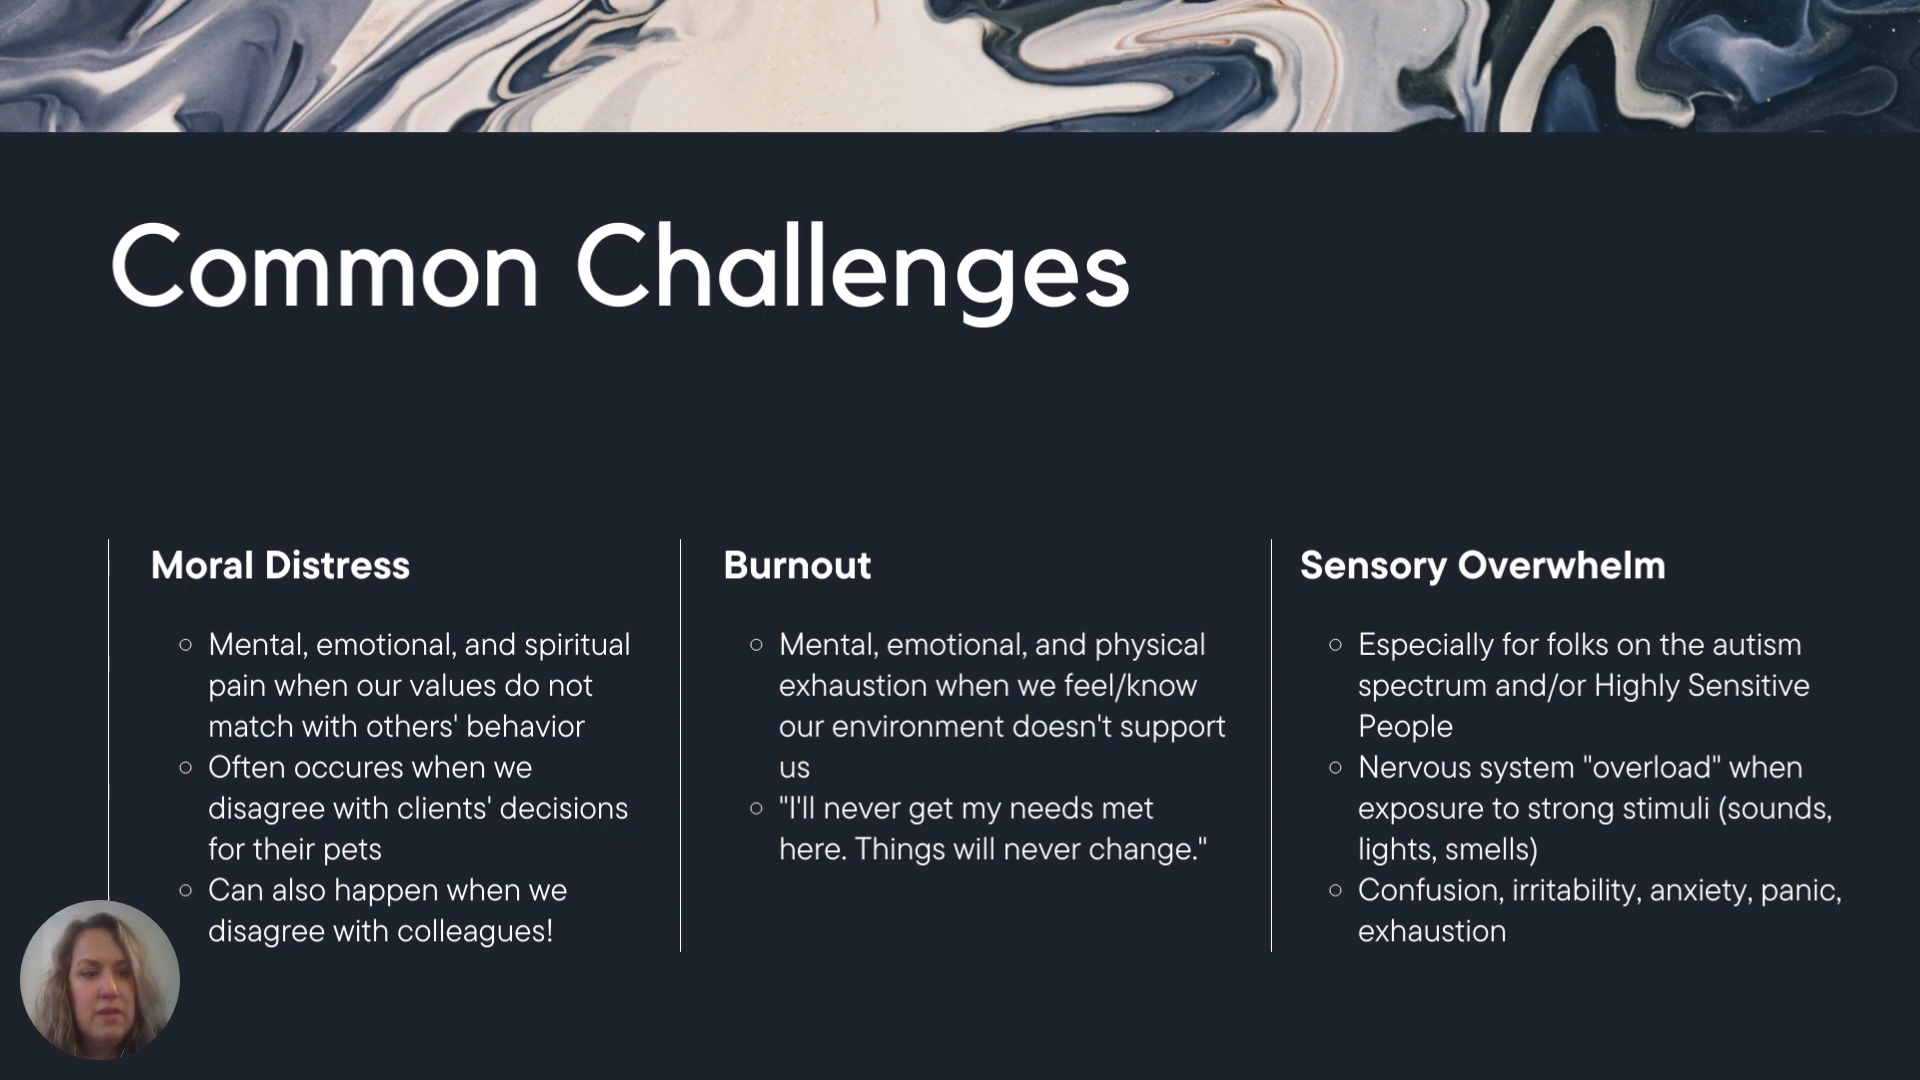 Common Challenges
Moral Distress
Mental, emotional, and spiritual
pain when our values do not
match with others' behavior
Often occures when we
disagree with clients' decisions
for their pets
Can also happen when we
disagree with colleagues!
Burnout
Mental, emotional, and physical
exhaustion when we feel/know
our environment doesn't support
us
"I'll never get my needs met
here. Things will never change."
Sensory Overwhelm
Especially for folks on the autism
spectrum and/or Highly Sensitive
People
Nervous system "overload" when
exposure to strong stimuli (sounds,
lights, smells)
Confusion, irritability, anxiety, panic,
exhaustion